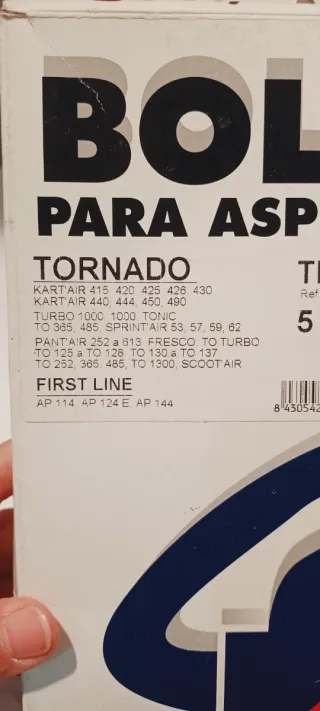 BOL
PARA ASP
TORNADO
KART'AIR 415, 420, 425, 426, 430
KART'AIR 440, 444, 450, 490
TURBO 1000, 1000, TONIC
TO 365, 485, SPRINT'AIR 53, 57, 59, 62
PANT'AIR 252 a 613, FRESCO, TO TURBO
TO 125 a TO 128, TO 130 a TO 137
TO 252, 365, 485, TO 1300, SCOOT'AIR
FIRST LINE
AP 114, AP 124 E, AP 144
Ref
5
8 430542